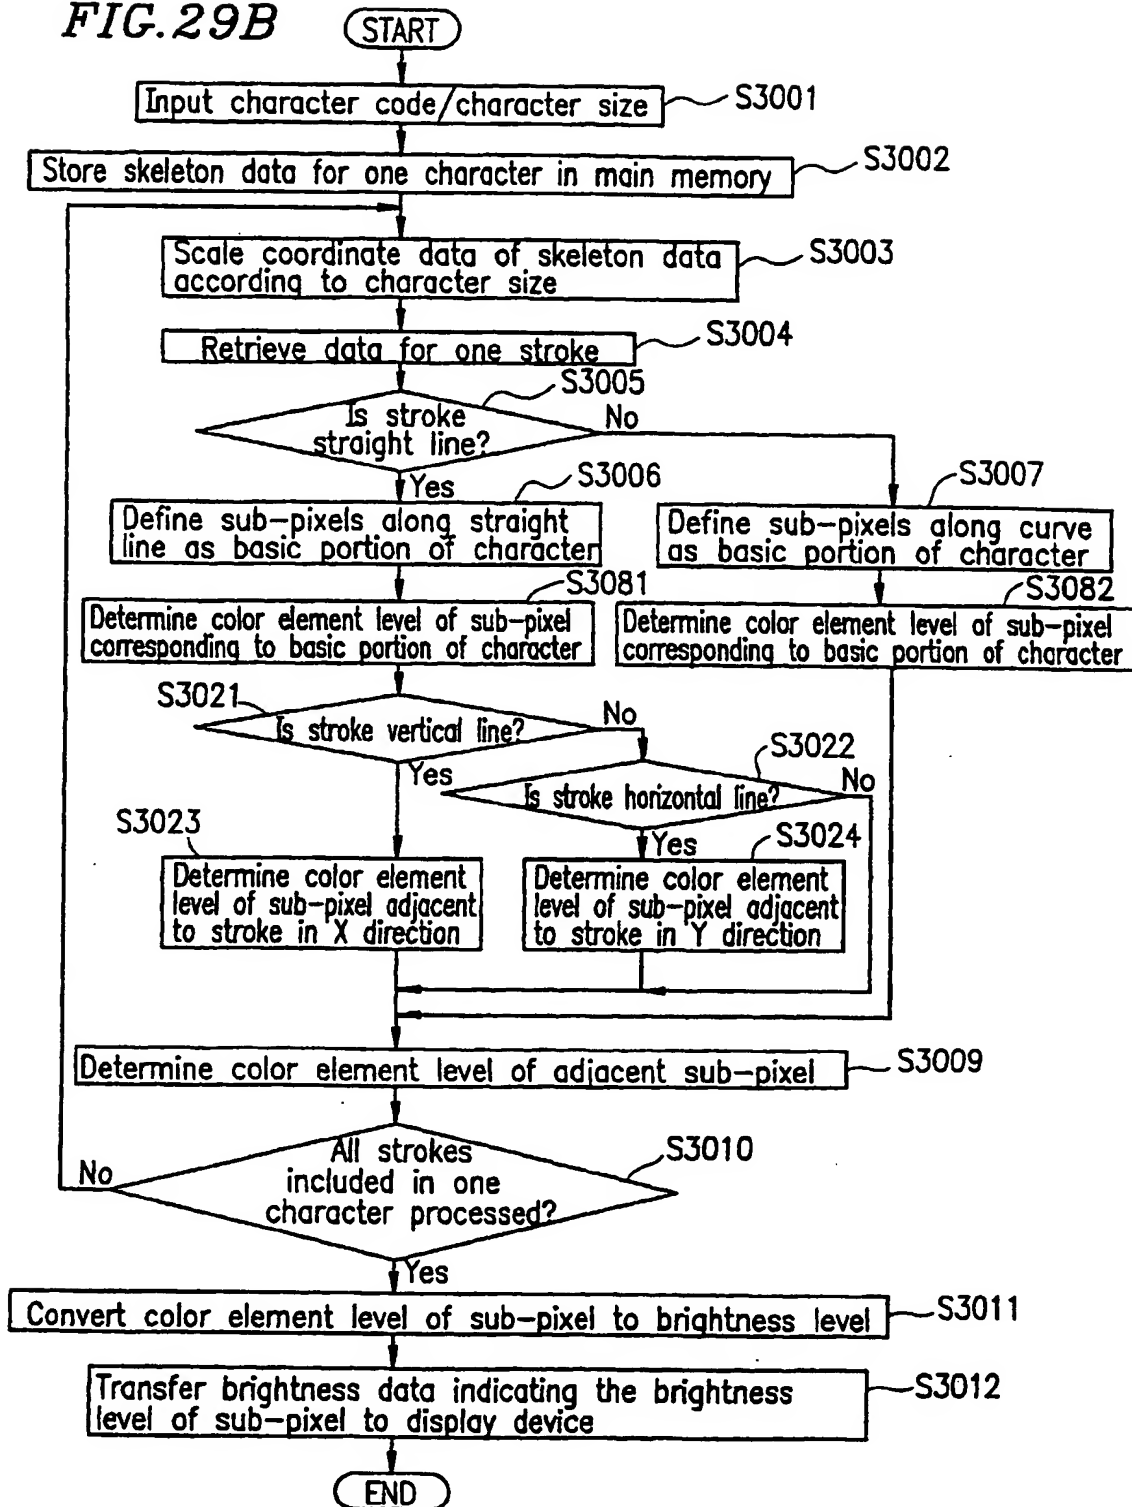 FIG.29B
START
Input character code/character size
S3001
Store skeleton data for one character in main memory
S3002
Scale coordinate data of skeleton data
according to character size
S3003
Retrieve data for one stroke
S3004
Is stroke
straight line?
S3005
No
Yes
S3006
Define sub-pixels along straight
line as basic portion of character
S3007
Define sub-pixels along curve
as basic portion of character
S3081
Determine color element level of sub-pixel
corresponding to basic portion of character
S3082
Determine color element level of sub-pixel
corresponding to basic portion of character
S3021
Is stroke vertical line?
No
Yes
S3022
Is stroke horizontal line?
No
Yes
S3023
Determine color element
level of sub-pixel adjacent
to stroke in X direction
S3024
Determine color element
level of sub-pixel adjacent
to stroke in Y direction
Determine color element level of adjacent sub-pixel
S3009
All strokes
included in one
character processed?
S3010
No
Yes
Convert color element level of sub-pixel to brightness level
S3011
Transfer brightness data indicating the brightness
level of sub-pixel to display device
S3012
END